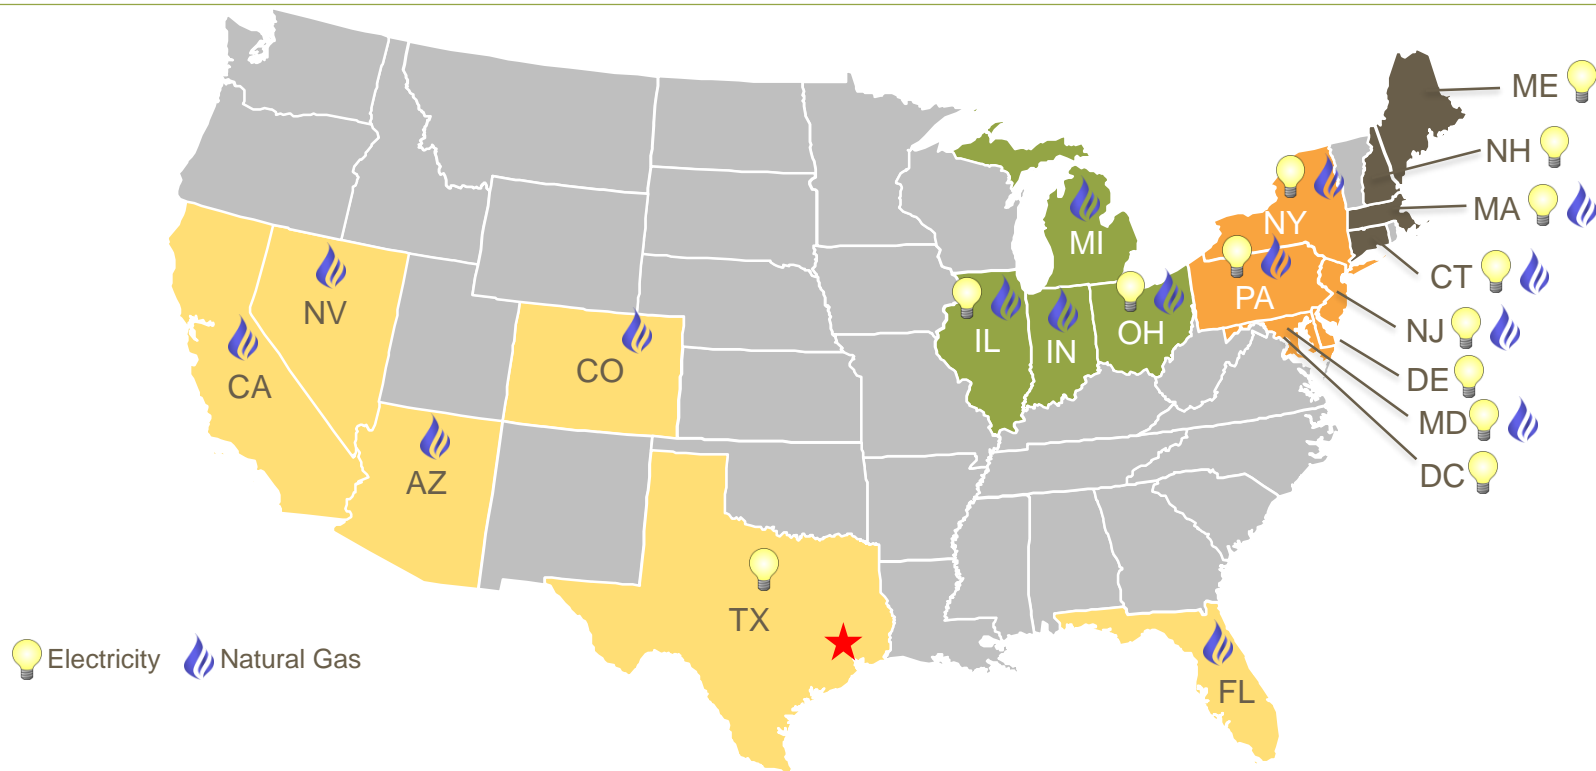 ME
NH
MA
NY
MI
CT
PA
NV
NJ
OH
IL
IN
CO
DE
CA
MD
DC
AZ
TX
Electricity
Natural Gas
FL